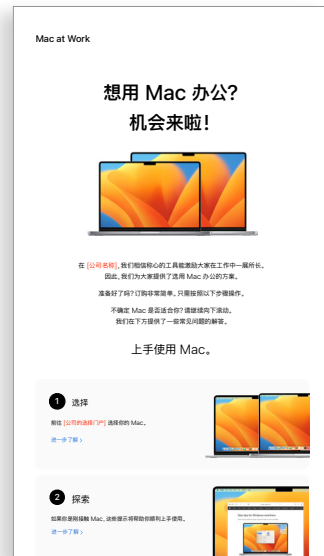 Mac at Work
想用 Mac 办公?
机会来啦!
在 [公司名称], 我们相信称心的工具能激励大家在工作中一展所长。
因此, 我们为大家提供了选用 Mac 办公的方案。
准备好了吗? 订购非常简单, 只需按照以下步骤操作。
不确定 Mac 是否适合你? 请继续向下滚动。
我们在下方提供了一些常见问题的解答。
上手使用 Mac。
1 选择
前往 [公司的选择门户] 选择你的 Mac。
进一步了解 >
2 探索
如果你是刚接触 Mac, 这些提示将帮助你顺利上手使用。
进一步了解 >